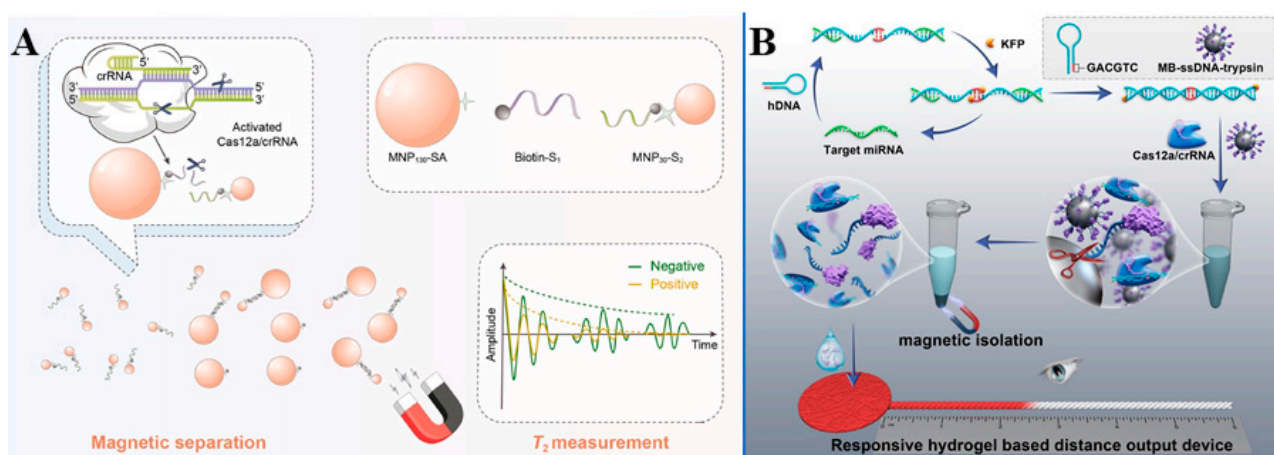 A
crRNA
5'
3'
5'
3'
5'
3'
Activated
Cas12a/crRNA
MNP₁₃₀-SA
Biotin-S₁
MNP₃₀-S₂
Negative
Positive
Amplitude
Time
Magnetic separation
T₂ measurement
B
KFP
hDNA
GACGTC
MB-ssDNA-trypsin
Target miRNA
Cas12a/crRNA
magnetic isolation
Responsive hydrogel based distance output device